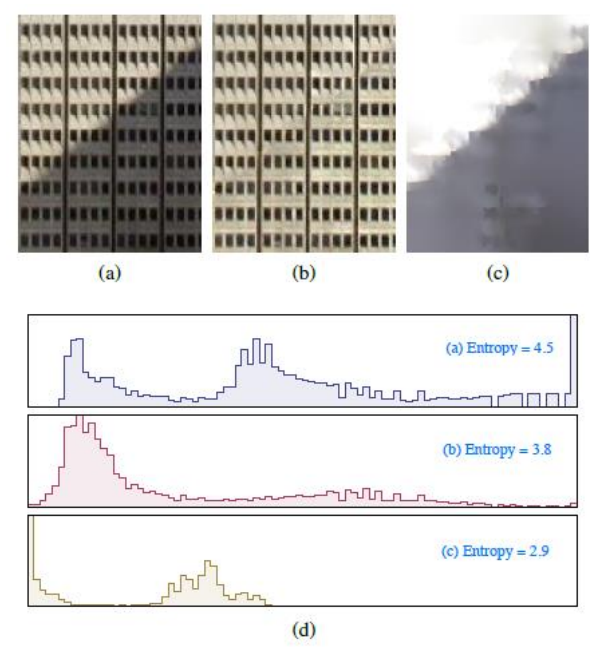 (a)
(b)
(c)
(a) Entropy = 4.5
(b) Entropy = 3.8
(c) Entropy = 2.9
(d)